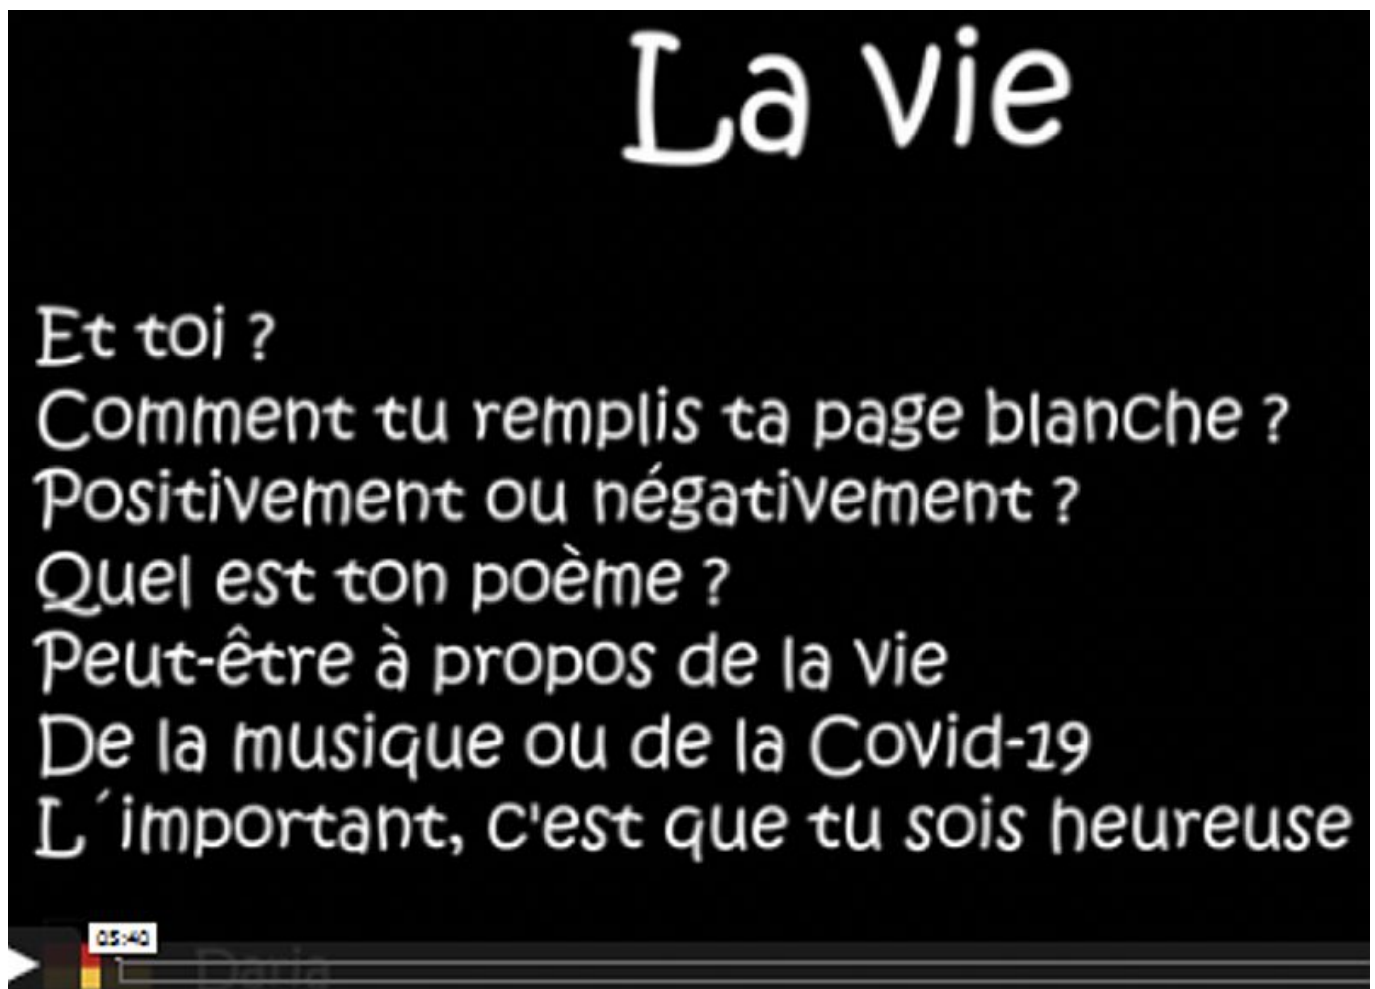 La vie
Et toi ?
Comment tu remplis ta page blanche ?
Positivement ou négativement ?
Quel est ton poème ?
Peut-être à propos de la vie
De la musique ou de la Covid-19
L´important, c'est que tu sois heureuse
05:40
Daria